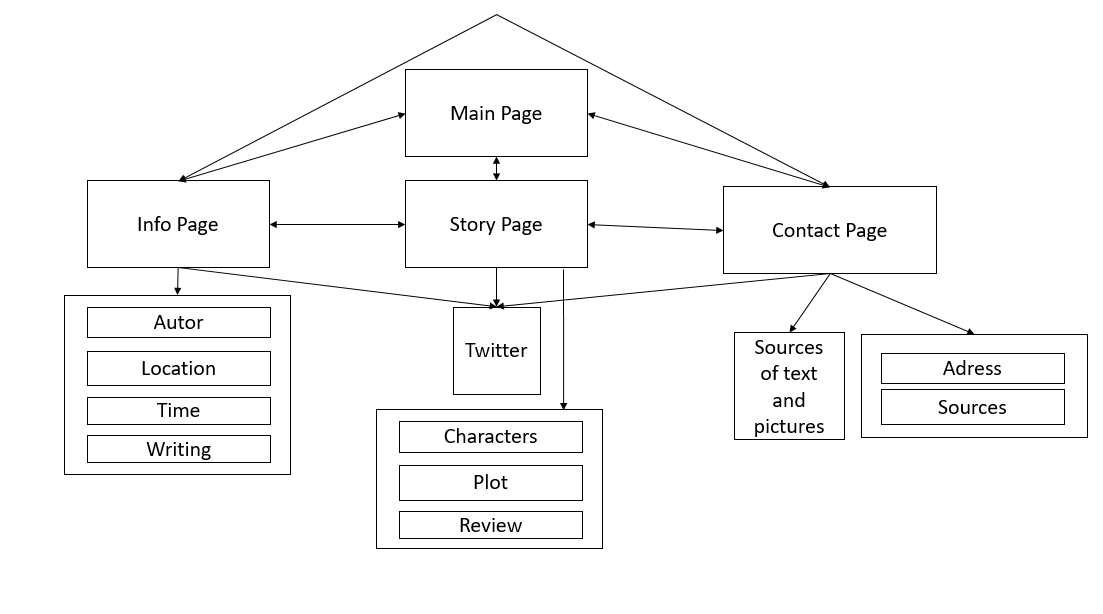 Main Page
Info Page
Story Page
Contact Page
Autor
Location
Time
Writing
Twitter
Characters
Plot
Review
Sources
of text
and
pictures
Adress
Sources